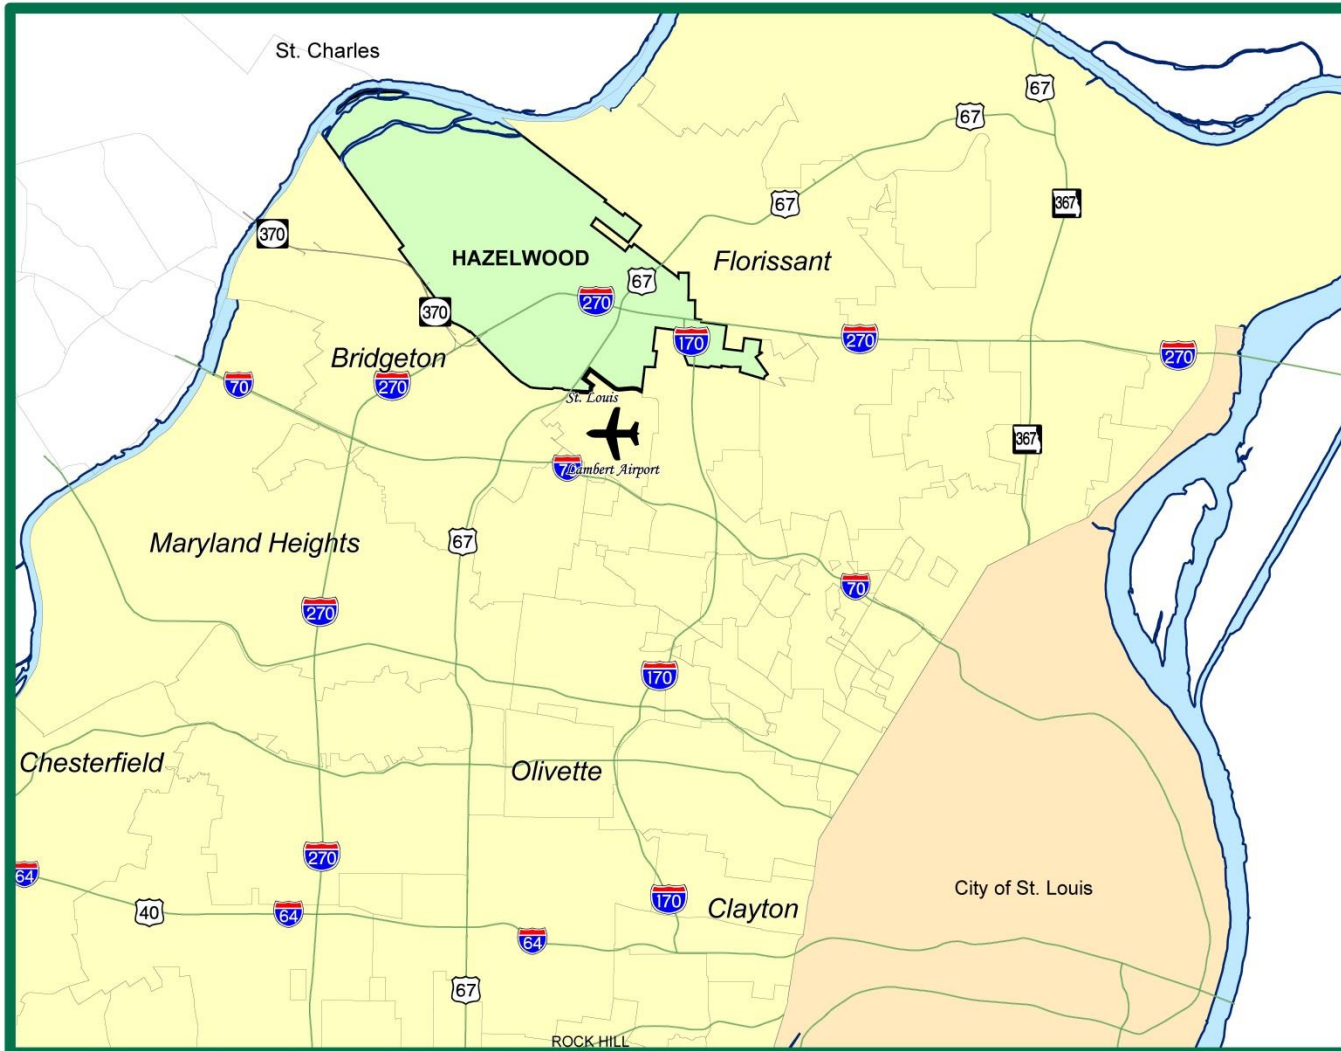 St. Charles
67
67
367
67
370
HAZELWOOD
Florissant
67
270
370
170
270
270
Bridgeton
70
270
St. Louis
367
70
Lambert Airport
Maryland Heights
67
70
270
170
Chesterfield
Olivette
270
64
40
64
170
Clayton
City of St. Louis
64
67
ROCK HILL